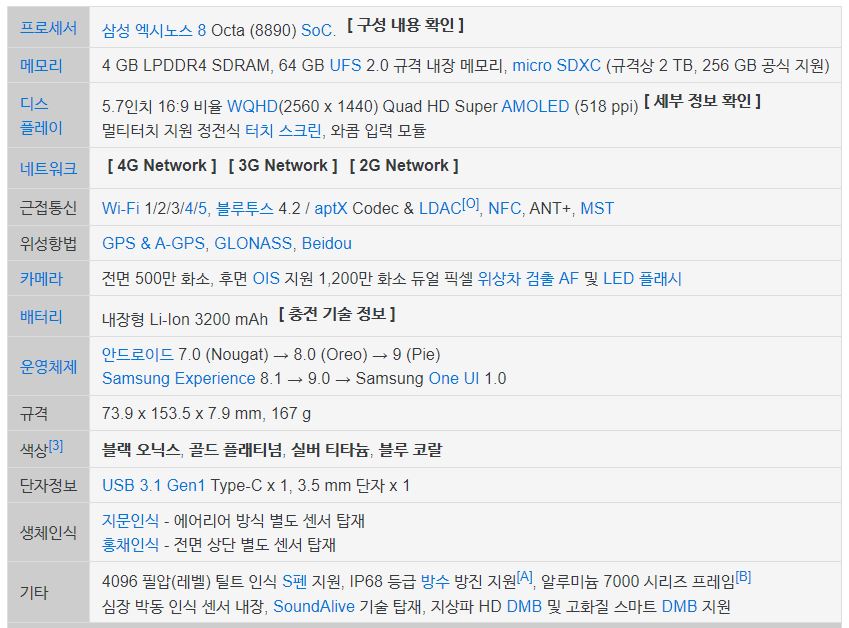 프로세서
삼성 엑시노스 8 Octa (8890) SoC. [ 구성 내용 확인 ]
메모리
4 GB LPDDR4 SDRAM, 64 GB UFS 2.0 규격 내장 메모리, micro SDXC (규격상 2 TB, 256 GB 공식 지원)
디스
플레이
5.7인치 16:9 비율 WQHD(2560 x 1440) Quad HD Super AMOLED (518 ppi) [ 세부 정보 확인 ]
멀티터치 지원 정전식 터치 스크린, 와콤 입력 모듈
네트워크
[ 4G Network ] [ 3G Network ] [ 2G Network ]
근접통신
Wi-Fi 1/2/3/4/5, 블루투스 4.2 / aptX Codec & LDAC[O], NFC, ANT+, MST
위성항법
GPS & A-GPS, GLONASS, Beidou
카메라
전면 500만 화소, 후면 OIS 지원 1,200만 화소 듀얼 픽셀 위상차 검출 AF 및 LED 플래시
배터리
내장형 Li-Ion 3200 mAh [ 충전 기술 정보 ]
운영체제
안드로이드 7.0 (Nougat) → 8.0 (Oreo) → 9 (Pie)
Samsung Experience 8.1 → 9.0 → Samsung One UI 1.0
규격
73.9 x 153.5 x 7.9 mm, 167 g
색상[3]
블랙 오닉스, 골드 플래티넘, 실버 티타늄, 블루 코랄
단자정보
USB 3.1 Gen1 Type-C x 1, 3.5 mm 단자 x 1
생체인식
지문인식 - 에어리어 방식 별도 센서 탑재
홍채인식 - 전면 상단 별도 센서 탑재
기타
4096 필압(레벨) 틸트 인식 S펜 지원, IP68 등급 방수 방진 지원[A], 알루미늄 7000 시리즈 프레임[B]
심장 박동 인식 센서 내장, SoundAlive 기술 탑재, 지상파 HD DMB 및 고화질 스마트 DMB 지원